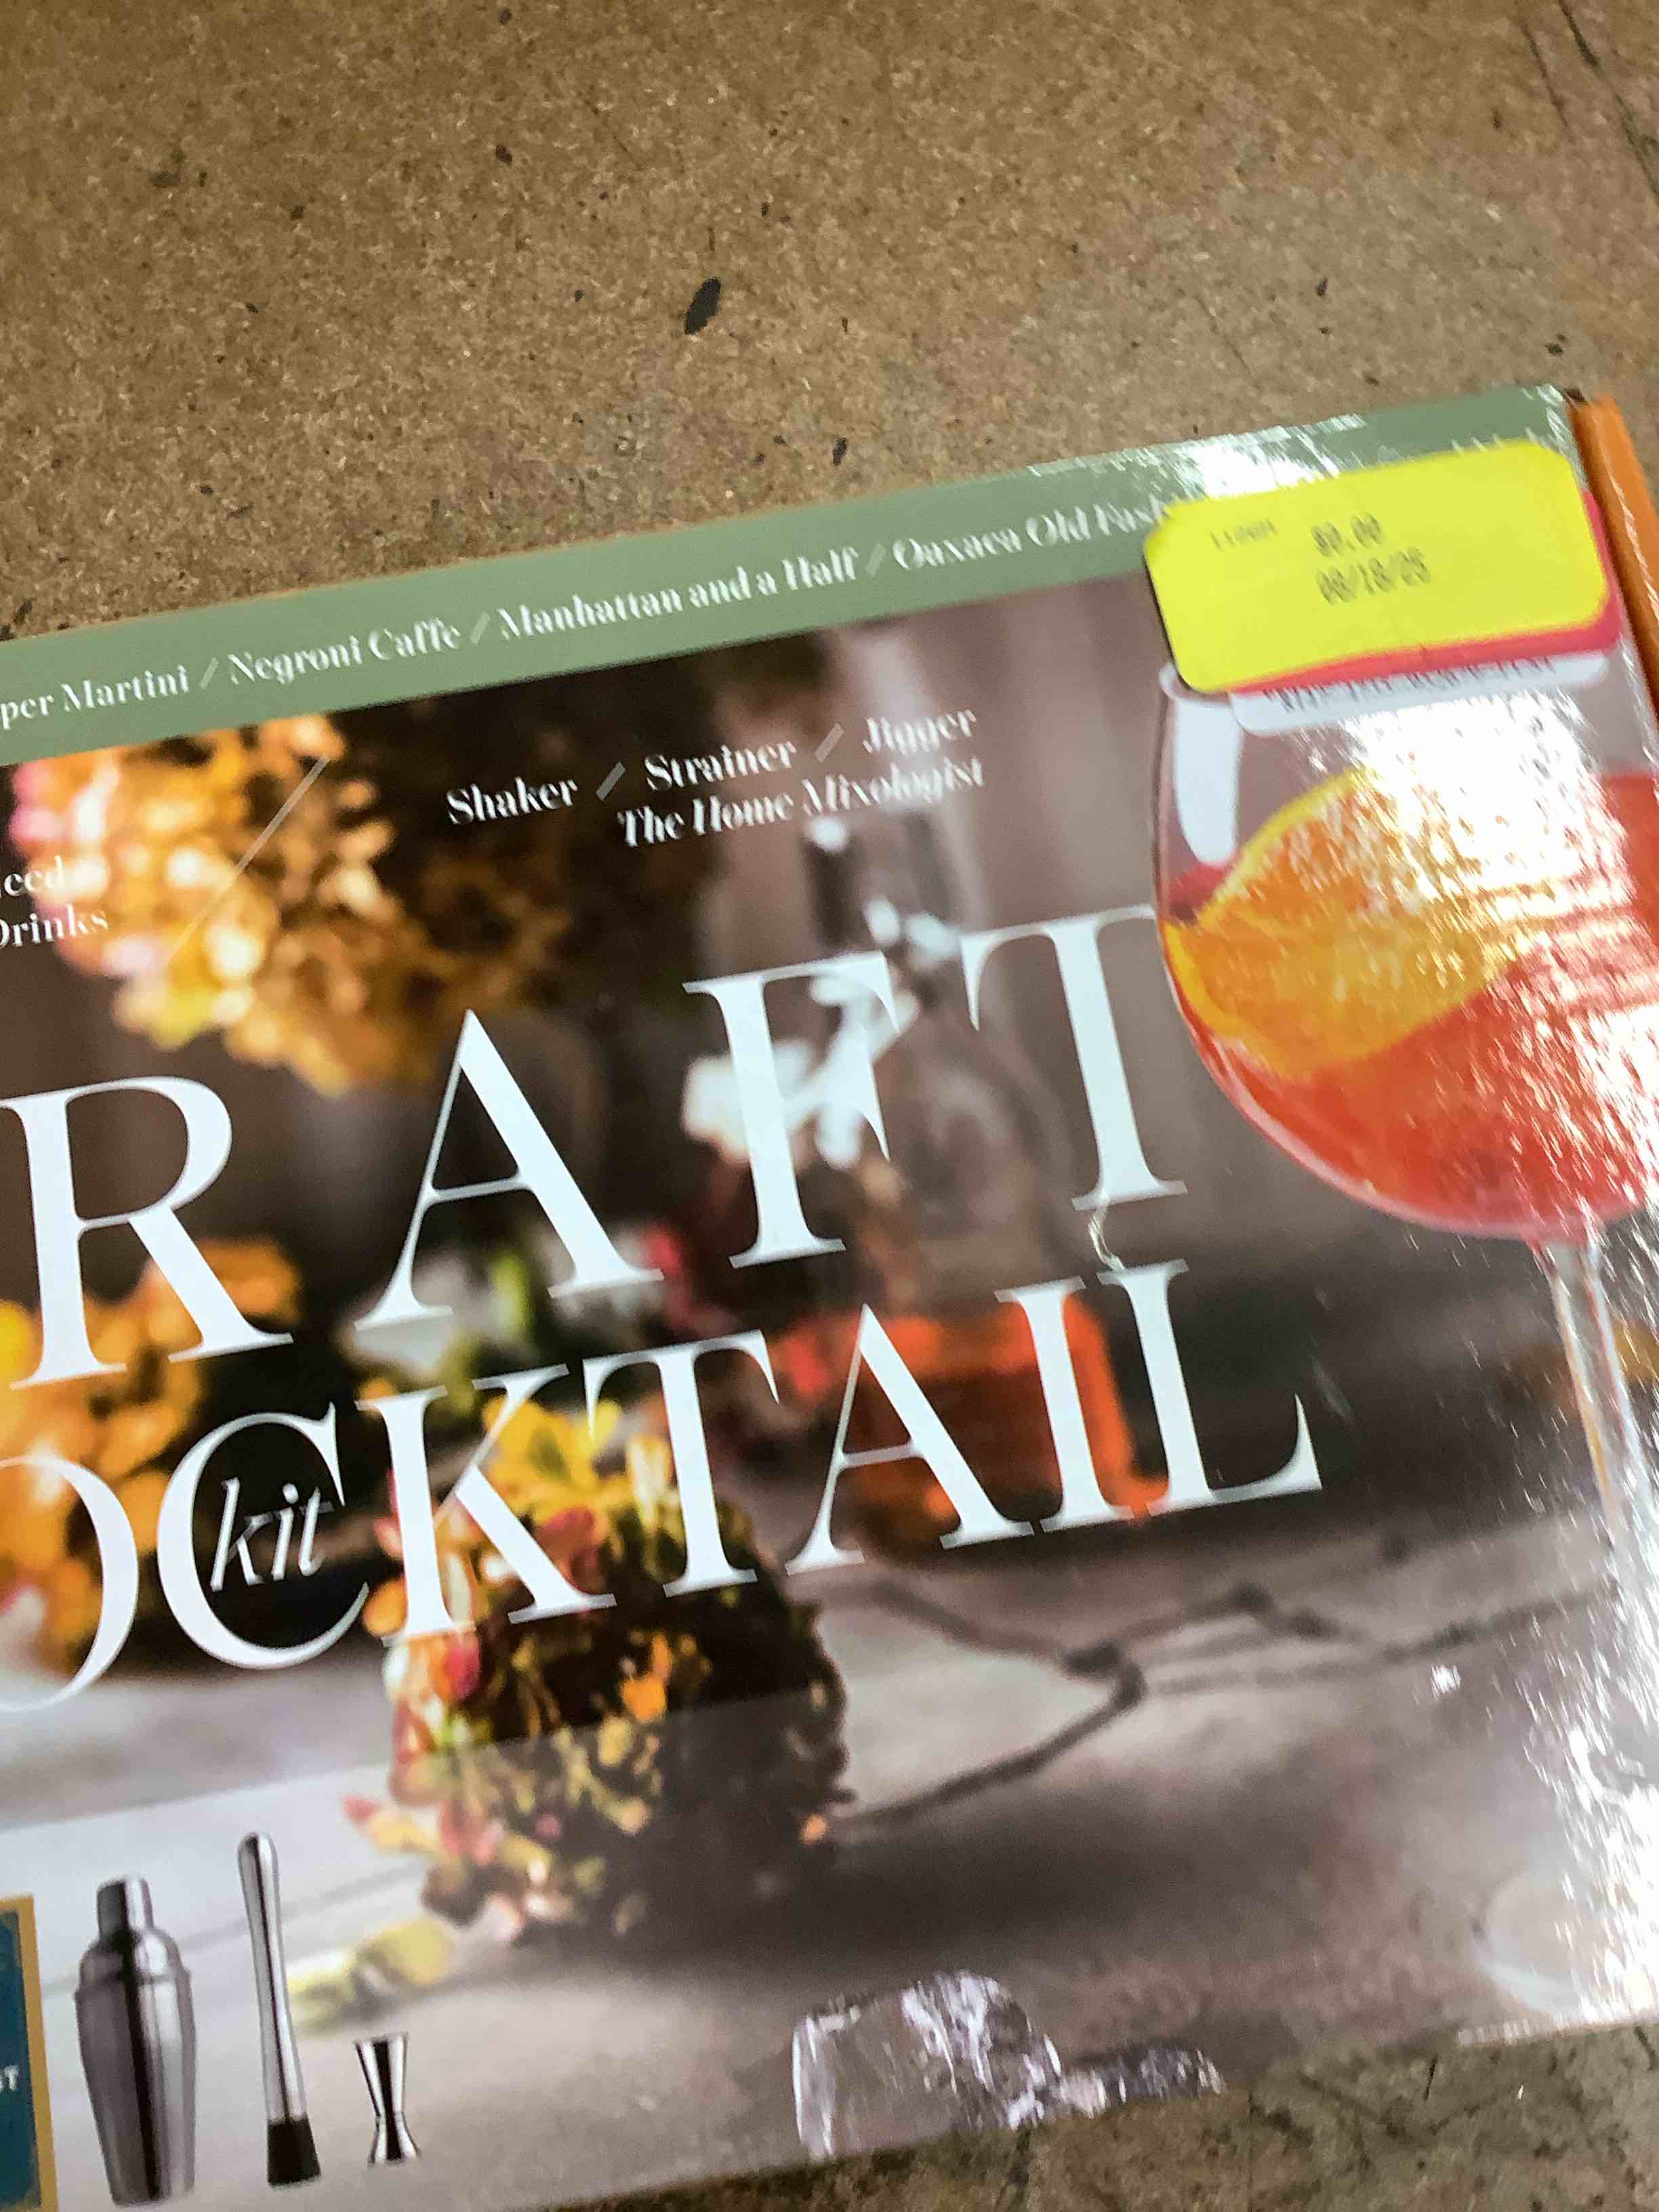 per Martini / Negroni Caffe / Manhattan and a Half / Oaxaca Old Fash
$0.00
08/18/25
Shaker / Strainer / Jigger
The Home Mixologist
Drinks
RAFT
OCKTAIL
kit